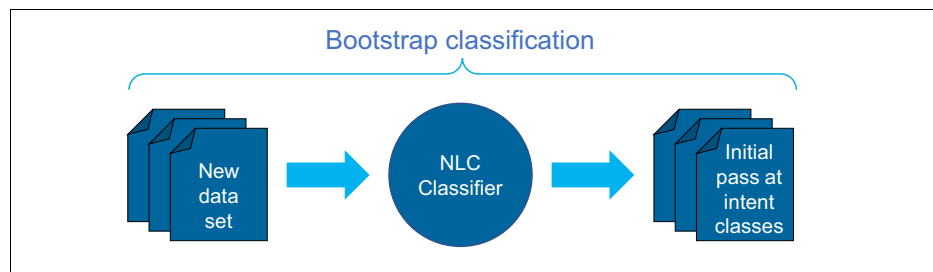 Bootstrap classification
New
data
set
NLC
Classifier
Initial
pass at
intent
classes